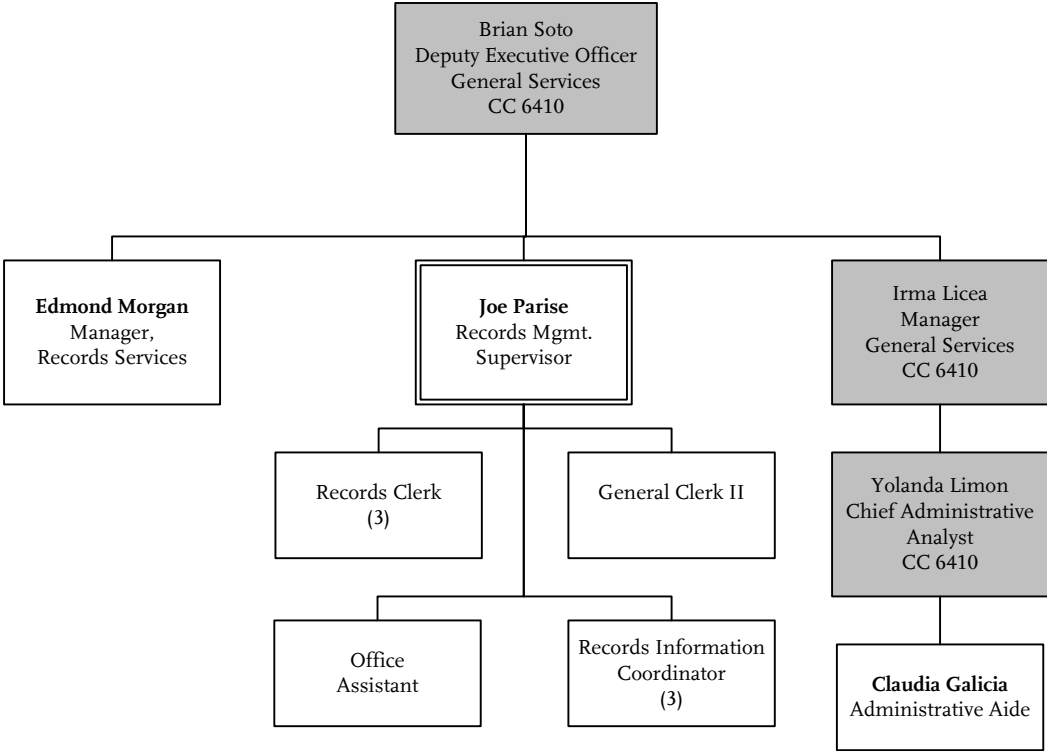 Brian Soto
Deputy Executive Officer
General Services
CC 6410
Edmond Morgan
Manager,
Records Services
Joe Parise
Records Mgmt.
Supervisor
Irma Licea
Manager
General Services
CC 6410
Records Clerk
(3)
General Clerk II
Yolanda Limon
Chief Administrative
Analyst
CC 6410
Office
Assistant
Records Information
Coordinator
(3)
Claudia Galicia
Administrative Aide